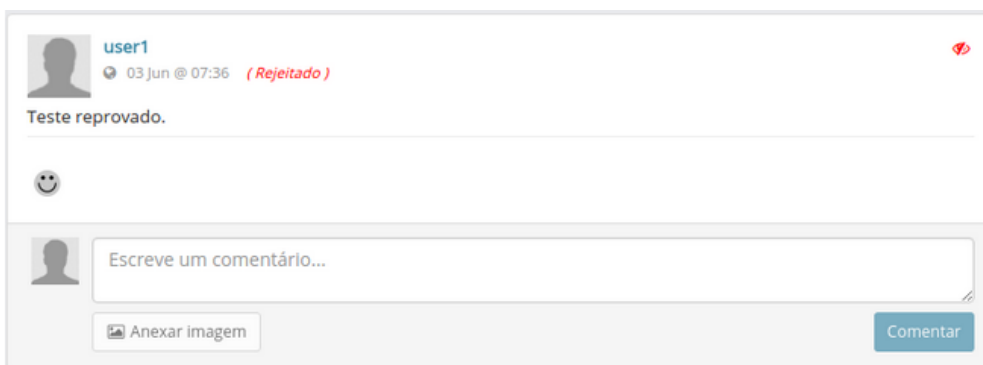 user1
03 Jun @ 07:36 ( Rejeitado )
Teste reprovado.
Escreve um comentário...
Anexar imagem
Comentar